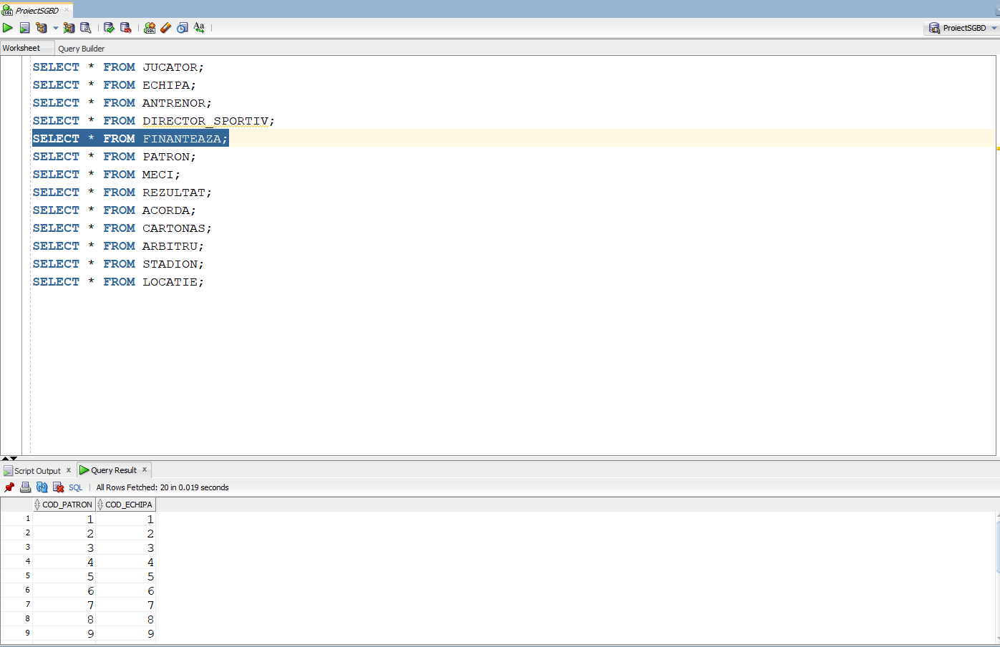 ProiectSGBD
SQL
ProiectSGBD
Worksheet Query Builder
SELECT * FROM JUCATOR;
SELECT * FROM ECHIPA;
SELECT * FROM ANTRENOR;
SELECT * FROM DIRECTOR_SPORTIV;
SELECT * FROM FINANTEAZA;
SELECT * FROM PATRON;
SELECT * FROM MECI;
SELECT * FROM REZULTAT;
SELECT * FROM ACORDA;
SELECT * FROM CARTONAS;
SELECT * FROM ARBITRU;
SELECT * FROM STADION;
SELECT * FROM LOCATIE;
Script Output x Query Result x
SQL | All Rows Fetched: 20 in 0.019 seconds
COD_PATRON COD_ECHIPA
1 1 1
2 2 2
3 3 3
4 4 4
5 5 5
6 6 6
7 7 7
8 8 8
9 9 9